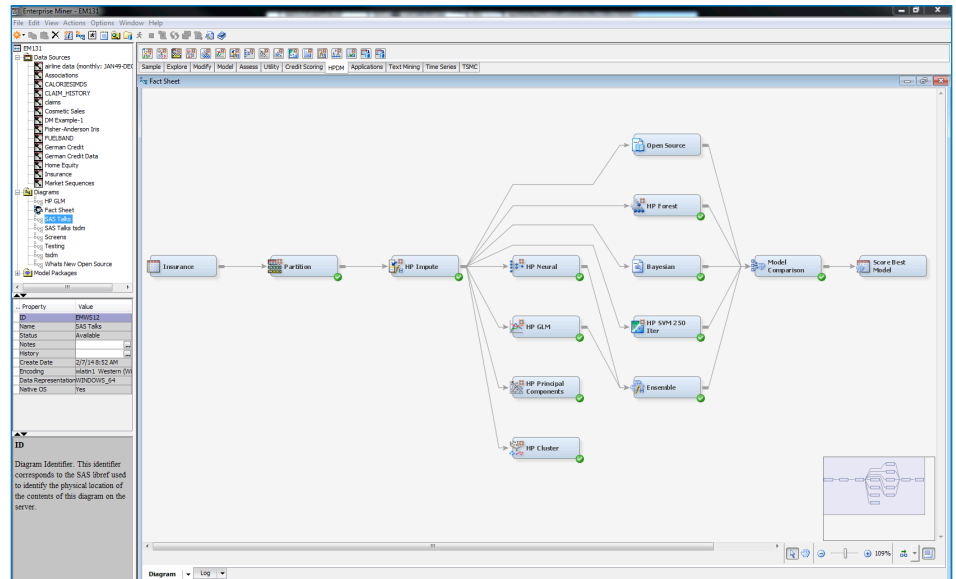 Enterprise Miner - EM131
File Edit View Actions Options Window Help
EM131
Data Sources
airline data (monthly: JAN49-DEC
Associations
CALORIESIMDS
CLAIM_HISTORY
claims
Cosmetic Sales
DM Example-1
Fisher-Anderson Iris
FUELBAND
German Credit
German Credit Data
Home Equity
Insurance
Market Sequences
Diagrams
HP GLM
Fact Sheet
SAS Talks
SAS Talks tsdm
Screens
Testing
tsdm
Whats New Open Source
Model Packages
.. Property Value
ID EMWS12
Name SAS Talks
Status Available
Notes
History
Create Date 2/7/14 8:52 AM
Encoding wlatin1 Western (Wi
Data Representation WINDOWS_64
Native OS Yes
ID
Diagram Identifier. This identifier
corresponds to the SAS libref used
to identify the physical location of
the contents of this diagram on the
server.
Sample Explore Modify Model Assess Utility Credit Scoring HPDM Applications Text Mining Time Series TSMC
Fact Sheet
Open Source
HP Forest
Insurance
Partition
HP Impute
HP Neural
Bayesian
Model
Comparison
Score Best
Model
HP GLM
HP SVM 250
Iter
HP Principal
Components
Ensemble
HP Cluster
109%
Diagram Log